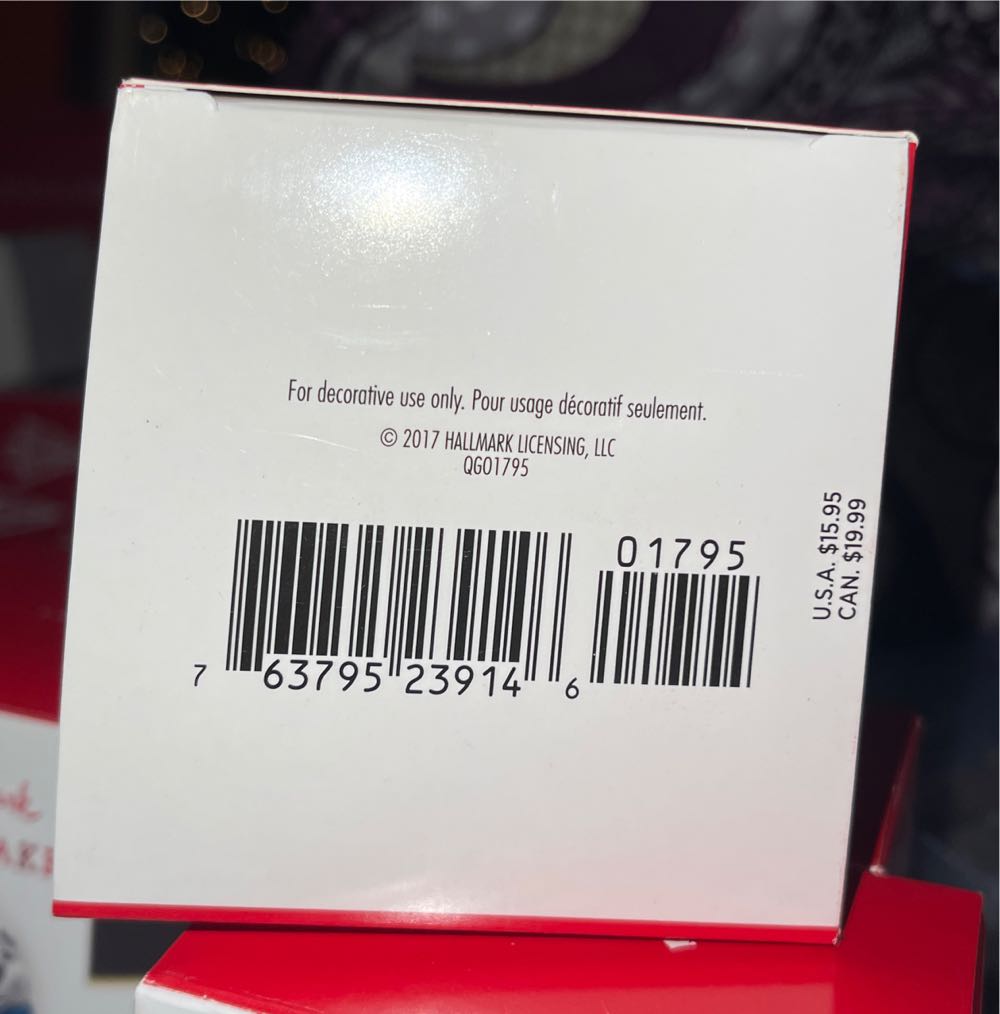 For decorative use only. Pour usage décoratif seulement.
© 2017 HALLMARK LICENSING, LLC
QGO1795
01795
7 63795 23914 6
U.S.A. $15.95
CAN. $19.99